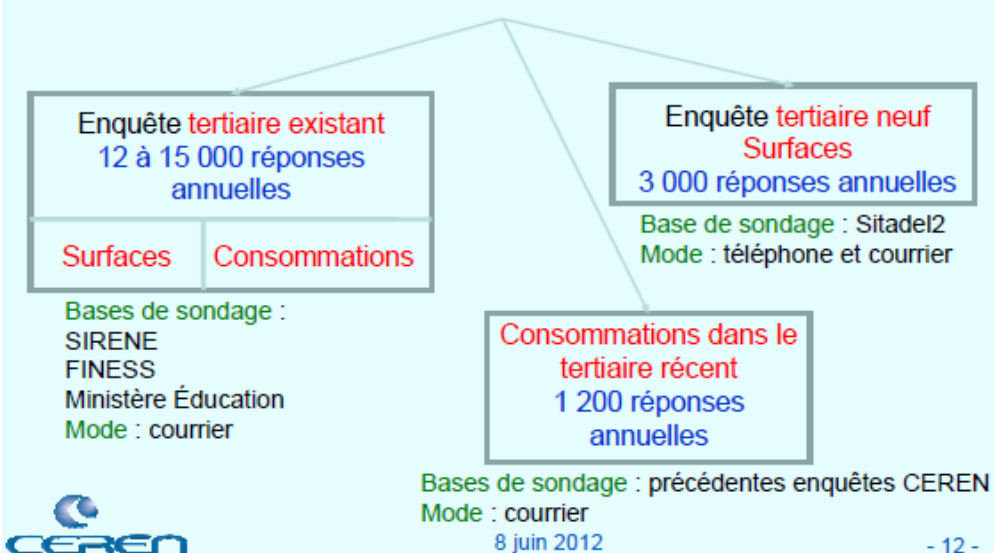 Enquête tertiaire existant
12 à 15 000 réponses
annuelles
Surfaces
Consommations
Bases de sondage :
SIRENE
FINESS
Ministère Éducation
Mode : courrier
Enquête tertiaire neuf
Surfaces
3 000 réponses annuelles
Base de sondage : Sitadel2
Mode : téléphone et courrier
Consommations dans le
tertiaire récent
1 200 réponses
annuelles
Bases de sondage : précédentes enquêtes CEREN
Mode : courrier
CEREN
8 juin 2012
- 12 -